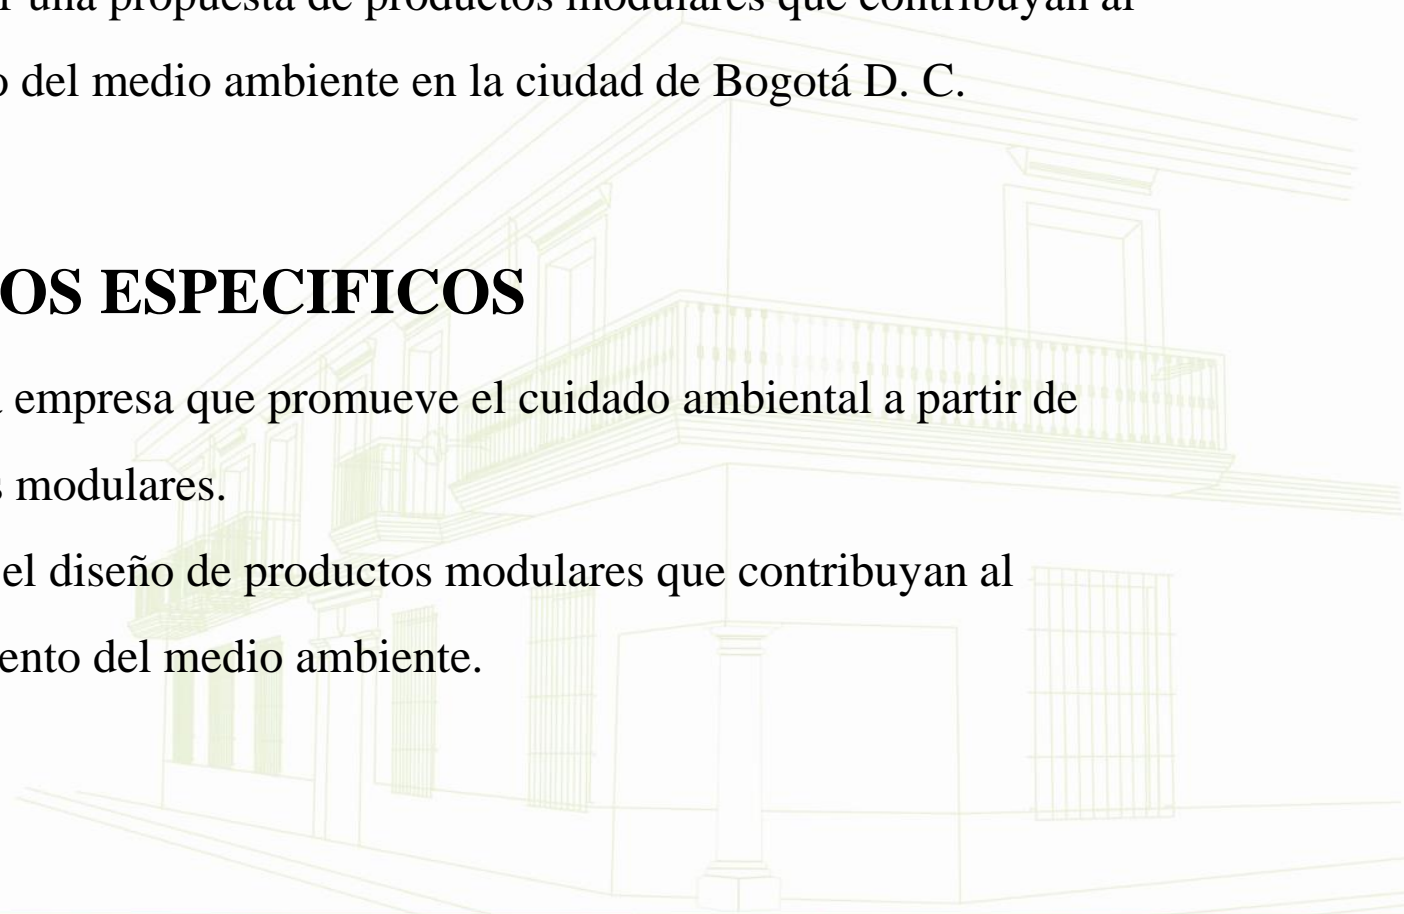 una propuesta de productos modulares que contribuyan al
o del medio ambiente en la ciudad de Bogotá D. C.
OS ESPECIFICOS
empresa que promueve el cuidado ambiental a partir de
s modulares.
el diseño de productos modulares que contribuyan al
ento del medio ambiente.